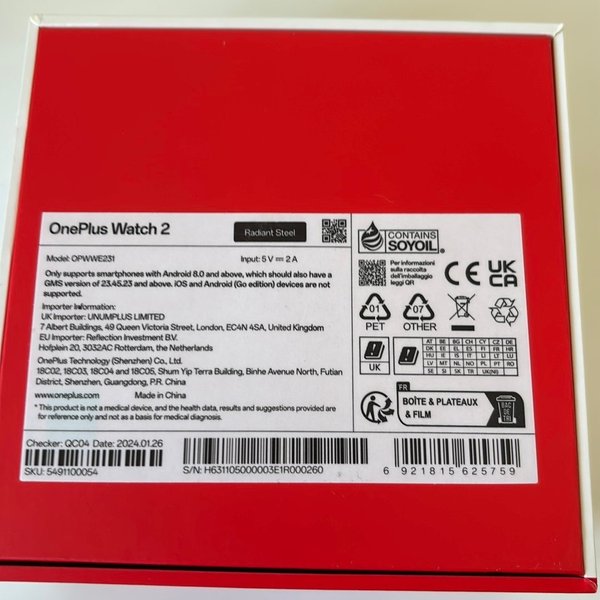 OnePlus Watch 2
Radiant Steel
Model: OPWWE231
Input: 5 V ⎓ 2 A
Only supports smartphones with Android 8.0 and above, which should also have a
GMS version of 23.45.23 and above. iOS and Android (Go edition) devices are not
supported.
Importer Information:
UK Importer: UNUMPLUS LIMITED
7 Albert Buildings, 49 Queen Victoria Street, London, EC4N 4SA, United Kingdom
EU Importer: Reflection Investment B.V.
Hofplein 20, 3032AC Rotterdam, the Netherlands
OnePlus Technology (Shenzhen) Co., Ltd.
18C02, 18C03, 18C04 and 18C05, Shum Yip Terra Building, Binhe Avenue North, Futian
District, Shenzhen, Guangdong, P.R. China
www.oneplus.com Made in China
* This product is not a medical device, and the health data, results and suggestions provided are
for reference only and not as a basis for medical diagnosis.
CONTAINS
SOYOIL
Per informazioni
sulla raccolta
dell'imballaggio
leggi QR
CE
UK
CA
01
PET
07
OTHER
UK
AT BE BG CH CY CZ DE
DK EE EL ES FI FR HR
HU IE IS IT LI LT LU
LV MT NL NO PL PT RO
SE SI SK TR UK(NI)
FR
BOÎTE & PLATEAUX
& FILM
BAC
DE
TRI
Checker: QC04 Date: 2024.01.26
SKU: 5491100054
S/N: H631105000003E1R000260
6 921815 625759